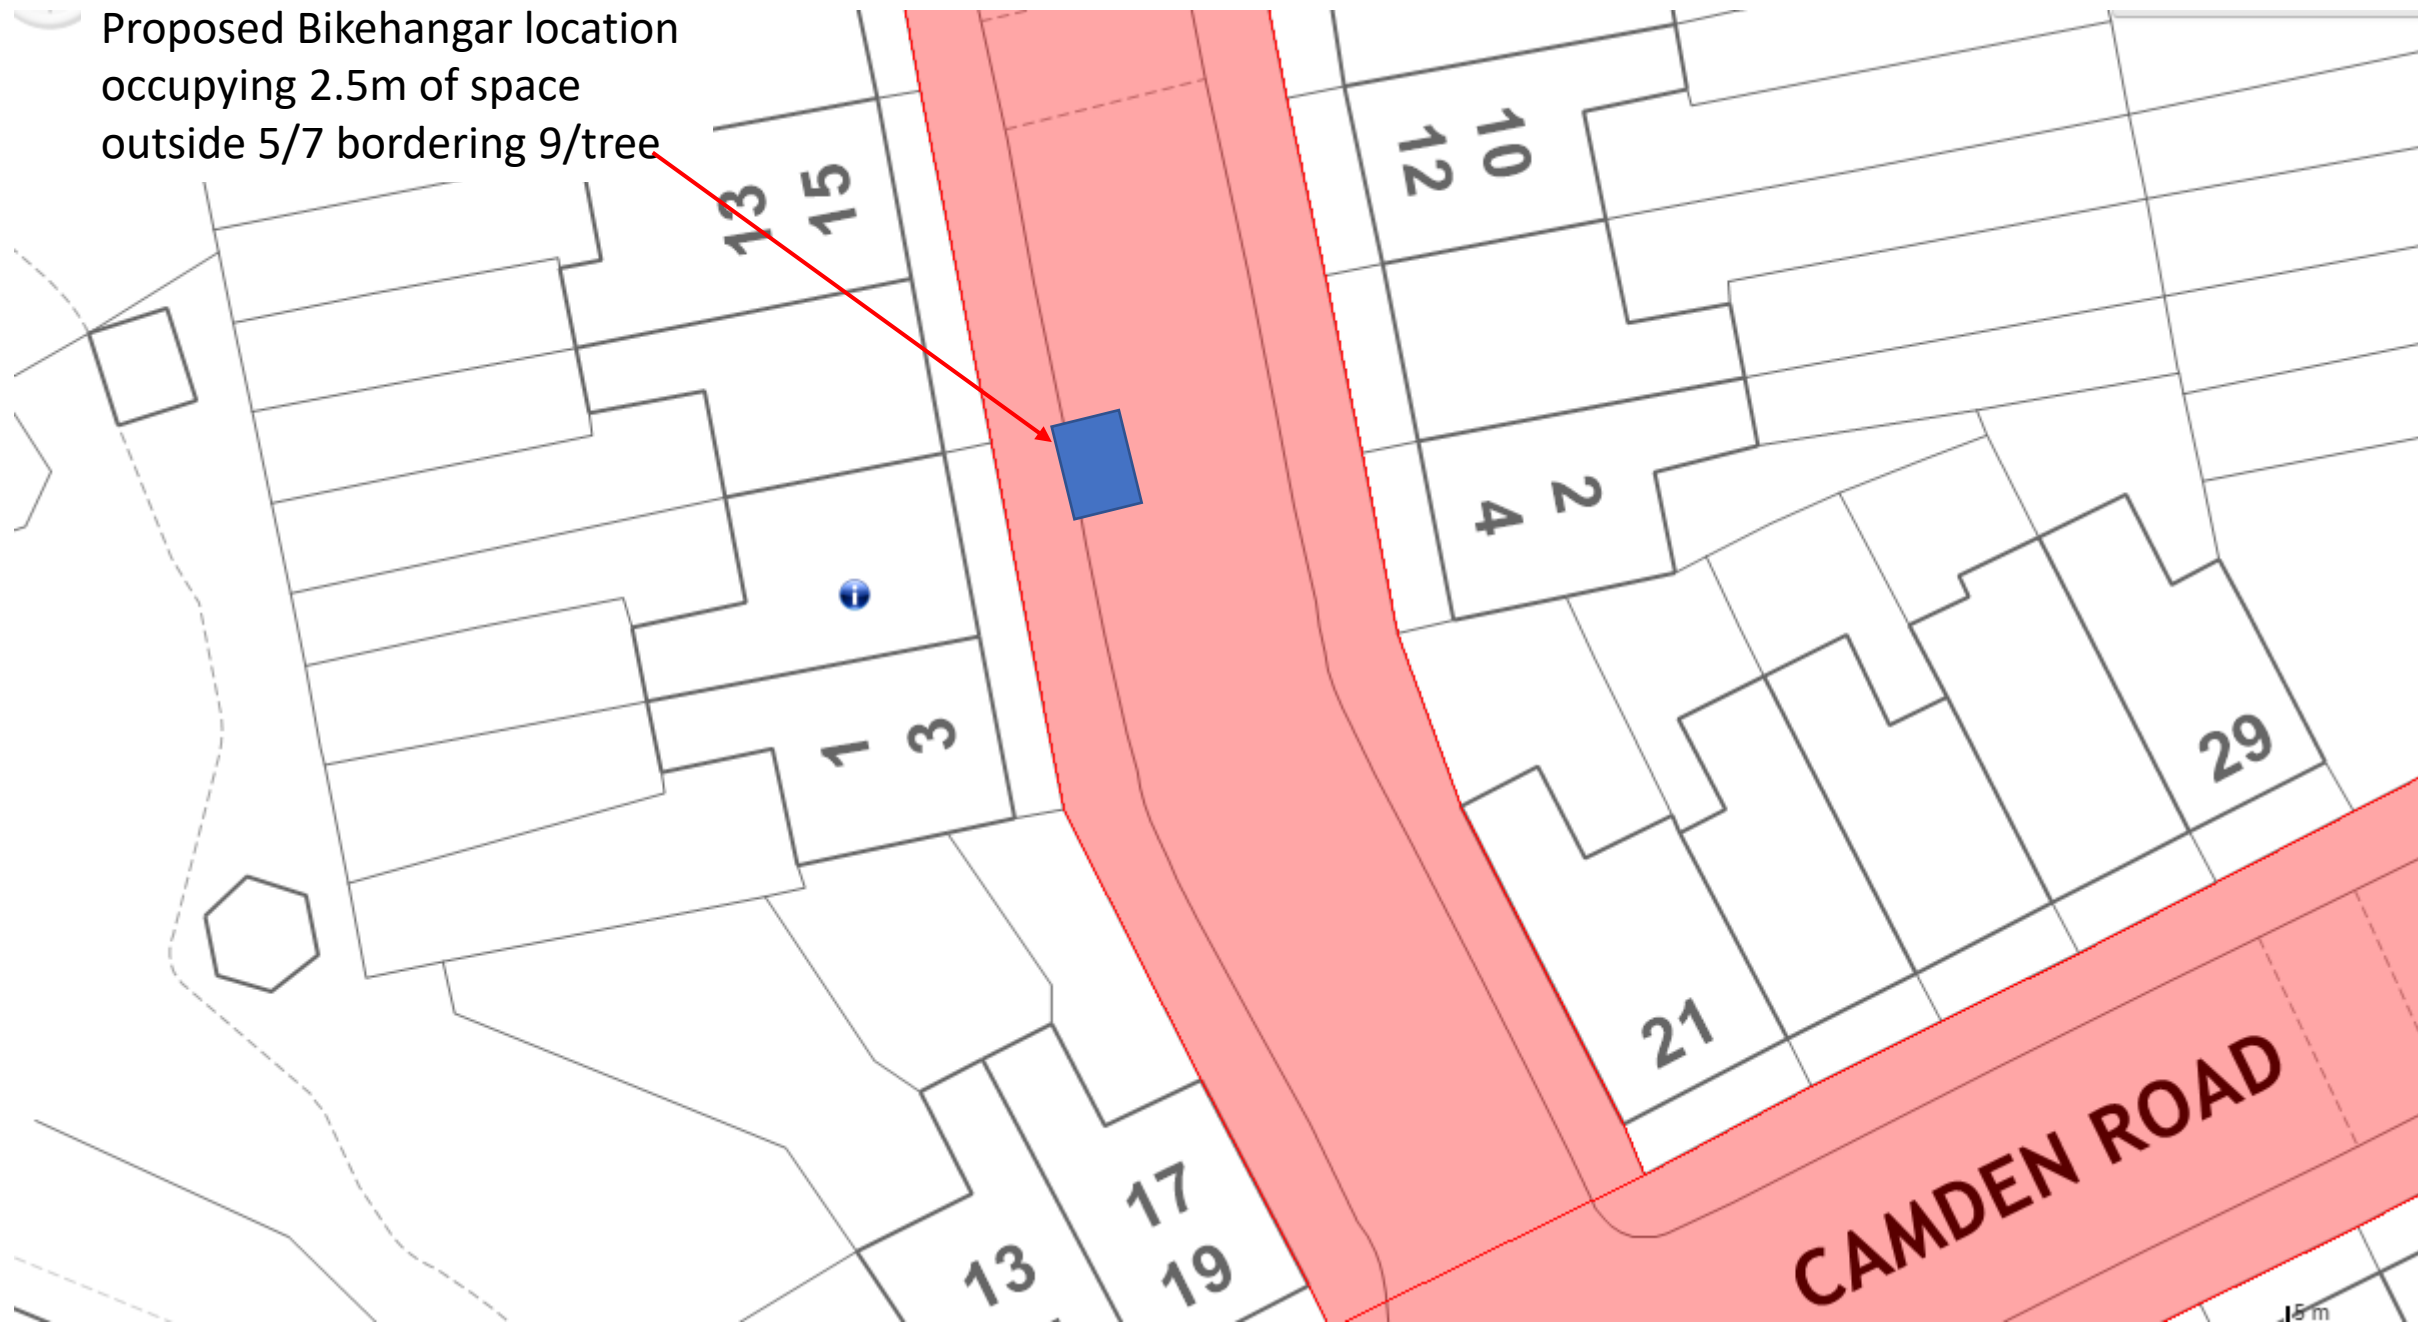 Proposed Bikehangar location
occupying 2.5m of space
outside 5/7 bordering 9/tree
13
15
10
12
2
4
i
1
3
29
21
17
19
13
CAMDEN ROAD
5 m